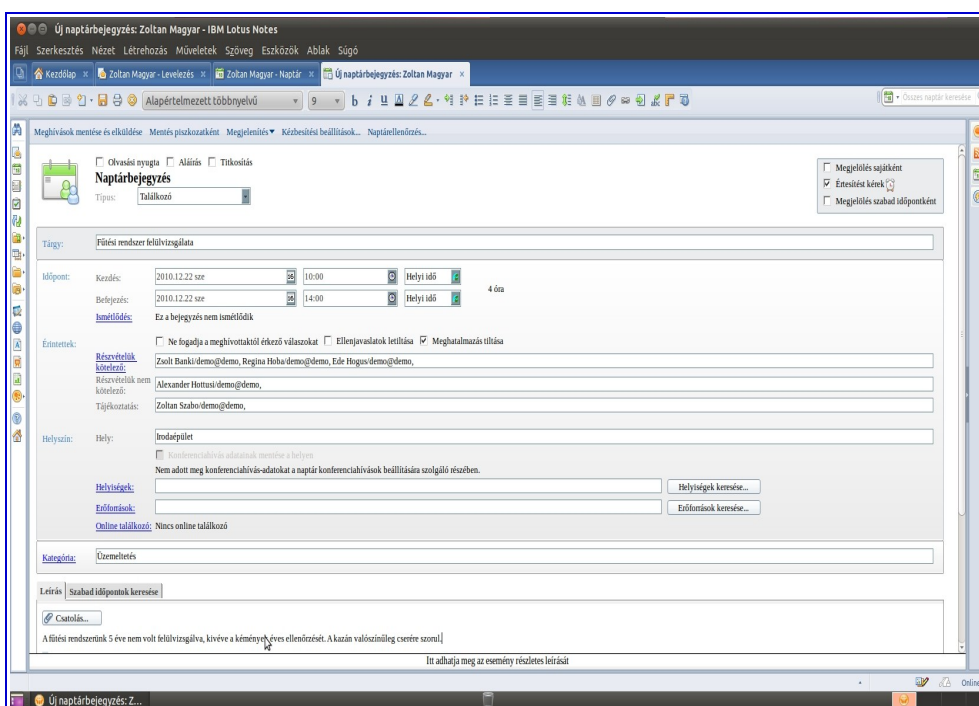 Új naptárbejegyzés: Zoltan Magyar - IBM Lotus Notes
Fájl Szerkesztés Nézet Létrehozás Műveletek Szöveg Eszközök Ablak Súgó
Kezdőlap Zoltan Magyar - Levelezés Zoltan Magyar - Naptár Új naptárbejegyzés: Zoltan Magyar
Alapértelmezett többnyelvű 9 b i u Összes naptár keresése
Meghívások mentése és elküldése Mentés piszkozatként Megjelenítés Kézbesítési beállítások... Naptárellenőrzés...
Olvasási nyugta Aláírás Titkosítás
Naptárbejegyzés
Típus: Találkozó
Megjelölés sajátként
Értesítést kérek
Megjelölés szabad időpontként
Tárgy: Fűtési rendszer felülvizsgálata
Időpont: Kezdés: 2010.12.22 sze 16 10:00 Helyi idő
4 óra
Befejezés: 2010.12.22 sze 16 14:00 Helyi idő
Ismétlődés: Ez a bejegyzés nem ismétlődik
Érintettek: Ne fogadja a meghívottaktól érkező válaszokat Ellenjavaslatok letiltása Meghatalmazás tiltása
Részvételük kötelező: Zsolt Banki/demo@demo, Regina Hoba/demo@demo, Ede Hogus/demo@demo,
Részvételük nem kötelező: Alexander Hottusi/demo@demo,
Tájékoztatás: Zoltan Szabo/demo@demo,
Helyszín: Hely: Irodaépület
Konferenciahívás adatainak mentése a helyen
Nem adott meg konferenciahívás-adatokat a naptár konferenciahívások beállítására szolgáló részében.
Helyiségek: Helyiségek keresése...
Erőforrások: Erőforrások keresése...
Online találkozó: Nincs online találkozó
Kategória: Üzemeltetés
Leírás Szabad időpontok keresése
Csatolás...
A fűtési rendszerünk 5 éve nem volt felülvizsgálva, kivéve a kémények éves ellenőrzését. A kazán valószínűleg cserére szorul.
Itt adhatja meg az esemény részletes leírását
Online
Új naptárbejegyzés: Z...